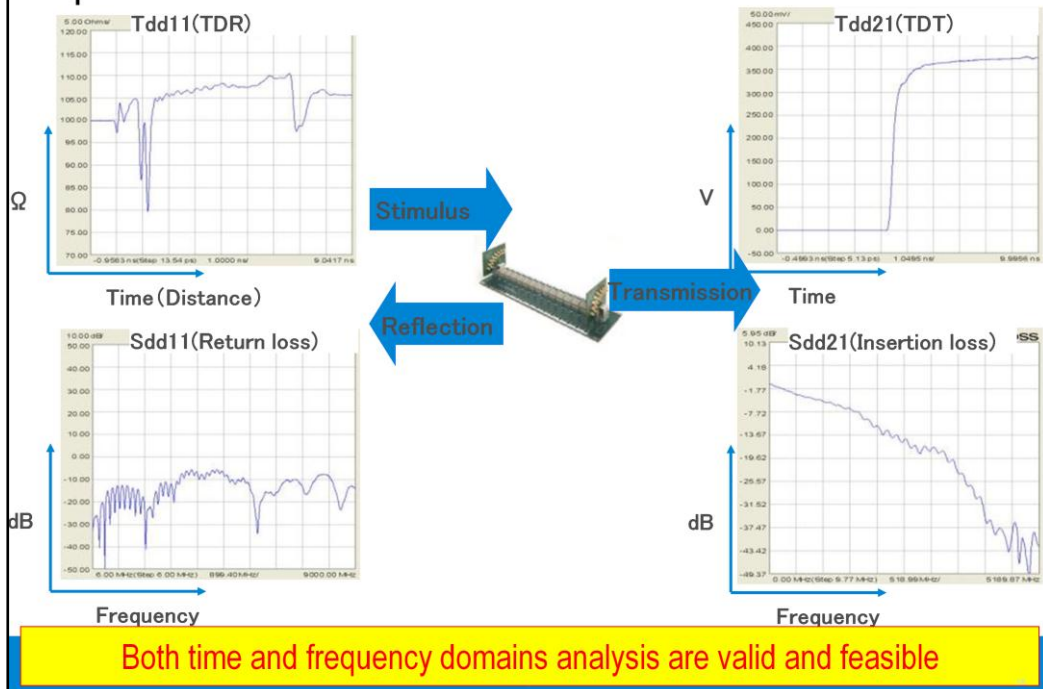 Tdd11(TDR)
5.00 Ohms/
120.00
115.00
110.00
105.00
100.00
95.00
90.00
85.00
80.00
70.00
-0.9583 ns(Step 13.54 ps) 1.0000 ns/ 9.0417 ns
Ω
Time(Distance)
Tdd21(TDT)
50.00 mV/
450.00
400.00
350.00
300.00
250.00
200.00
150.00
100.00
50.00
0.00
-50.00
-0.4993 ns(Step 5.13 ps) 1.0495 ns/ 9.9956 ns
V
Time
Stimulus
Reflection
Transmission
Sdd11(Return loss)
10.00 dB/
50.00
40.00
30.00
20.00
10.00
0.00
-10.00
-20.00
-30.00
-40.00
-50.00
6.00 MHz(Step 6.00 MHz) 899.40 MHz/ 9000.00 MHz
dB
Frequency
Sdd21(Insertion loss)
5.95 dB/
10.13
4.18
-1.77
-7.72
-13.67
-19.62
-25.57
-31.52
-37.47
-43.42
-49.37
0.00 MHz(Step 9.77 MHz) 518.99 MHz/ 5189.87 MHz
dB
Frequency
Both time and frequency domains analysis are valid and feasible